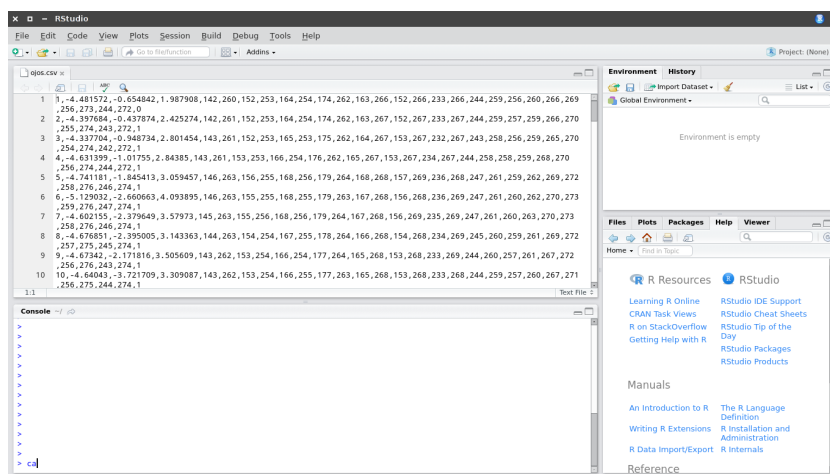 RStudio
File Edit Code View Plots Session Build Debug Tools Help
Go to file/function Addins Project: (None)
ojos.csv
1 1,-4.481572,-0.654842,1.987908,142,260,152,253,164,254,174,262,163,266,152,266,233,266,244,259,256,260,266,269
,256,273,244,272,0
2 2,-4.397684,-0.437874,2.425274,142,261,152,253,165,254,174,262,163,267,152,267,233,267,244,259,257,259,266,270
,255,274,243,272,1
3 3,-4.337704,-0.948734,2.801454,143,261,152,253,165,253,175,262,164,267,153,267,232,267,243,258,256,259,265,270
,254,274,242,272,1
4 4,-4.631399,-1.01755,2.84385,143,261,153,253,166,254,176,262,165,267,153,267,234,267,244,258,258,259,268,270
,256,274,244,272,1
5 5,-4.741181,-1.845413,3.059457,146,263,156,255,168,256,179,264,168,268,157,269,236,268,247,261,259,262,269,272
,258,276,246,274,1
6 6,-5.129032,-2.660663,4.093895,146,263,155,255,168,255,179,263,167,268,156,268,236,269,247,261,260,262,270,273
,259,276,247,274,1
7 7,-4.602155,-2.379649,3.57973,145,263,155,256,168,256,179,264,167,268,156,269,235,269,247,261,260,263,270,273
,258,276,246,274,1
8 8,-4.676851,-2.395005,3.143363,144,263,154,254,167,255,178,264,166,268,154,268,234,269,245,260,259,261,269,272
,257,275,245,274,1
9 9,-4.67342,-2.171816,3.505609,143,262,153,254,166,254,177,264,165,268,153,268,233,269,244,260,257,261,267,272
,256,276,243,274,1
10 10,-4.64043,-3.721709,3.309087,143,262,153,254,166,255,177,263,165,268,153,268,233,268,244,259,257,260,267,271
,256,275,244,274,1
1:1 Text File
Console ~/
>
>
>
>
>
>
>
>
>
>
>
>
>
> ca
Environment History
Import Dataset List
Global Environment
Environment is empty
Files Plots Packages Help Viewer
Home Find in Topic
R Resources RStudio
Learning R Online RStudio IDE Support
CRAN Task Views RStudio Cheat Sheets
R on StackOverflow RStudio Tip of the
Day
Getting Help with R RStudio Packages
RStudio Products
Manuals
An Introduction to R The R Language
Definition
Writing R Extensions R Installation and
Administration
R Data Import/Export R Internals
Reference